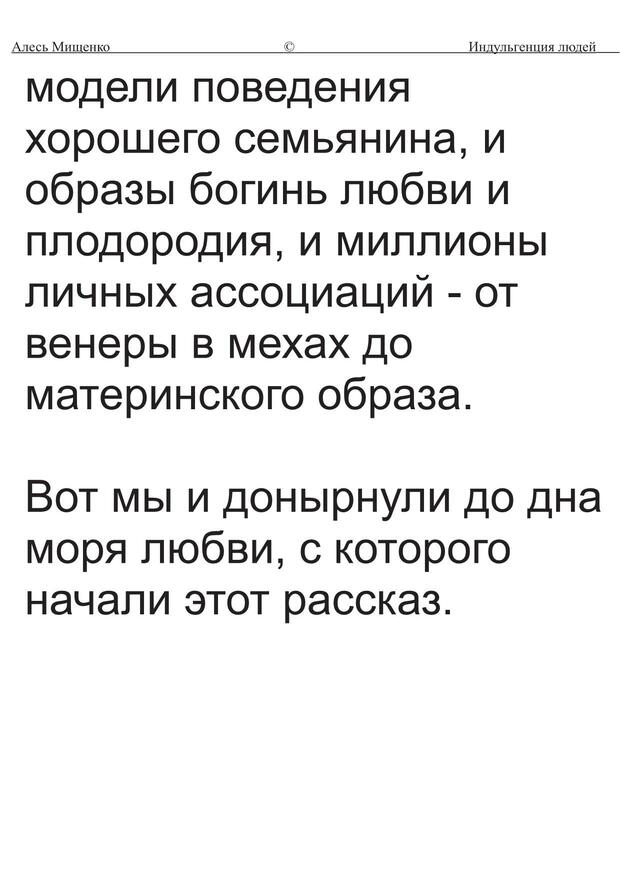 Алесь Мищенко © Индульгенция людей
модели поведения
хорошего семьянина, и
образы богинь любви и
плодородия, и миллионы
личных ассоциаций - от
венеры в мехах до
материнского образа.
Вот мы и донырнули до дна
моря любви, с которого
начали этот рассказ.